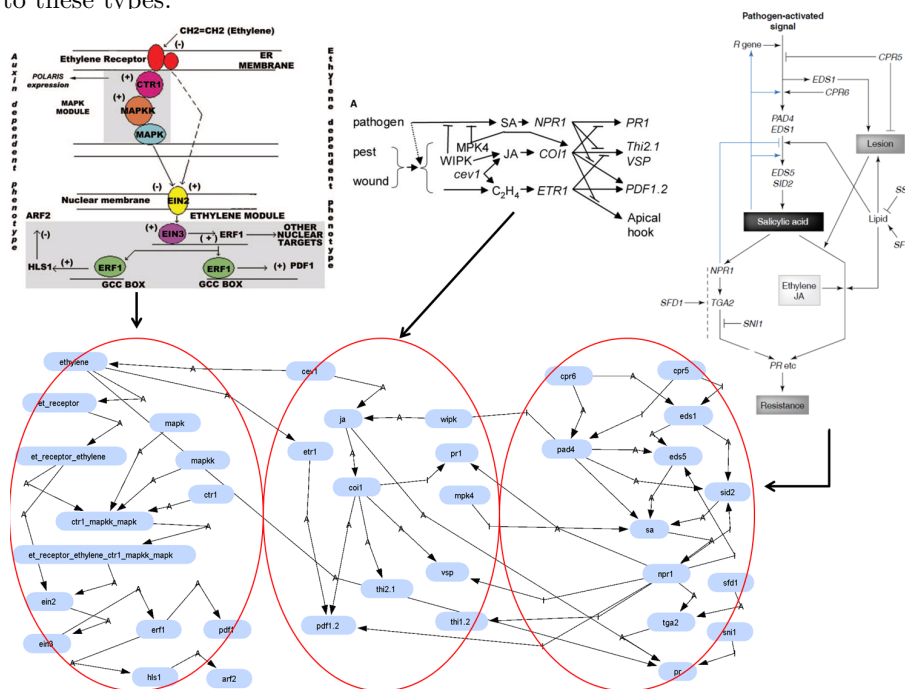 to these types.
CH2=CH2 (Ethylene)
(-)
Ethylene Receptor
ER
MEMBRANE
Auxin dependent phenotype
Ethylene dependent phenotype
POLARIS
expression
(+)
CTR1
MAPK
MODULE
(+)
MAPKK
MAPK
(-)
(+)
Nuclear membrane
EIN2
ETHYLENE MODULE
ARF2
EIN3
(+)
(+)
ERF1
OTHER
NUCLEAR
TARGETS
(-)
HLS1
(+)
ERF1
ERF1
(+) PDF1
GCC BOX
GCC BOX
A
pathogen
SA
NPR1
PR1
MPK4
pest
WIPK
JA
COI1
Thi2.1
VSP
wound
cev1
C2H4
ETR1
PDF1.2
Apical
hook
Pathogen-activated
signal
R gene
CPR5
EDS1
CPR6
PAD4
EDS1
Lesion
EDS5
SID2
Salicylic acid
Lipid
SS
SF
NPR1
Ethylene
JA
SFD1
TGA2
SNI1
PR etc
Resistance
ethylene
cev1
cpr6
cpr5
et_receptor
mapk
ja
wipk
eds1
et_receptor_ethylene
mapkk
etr1
pr1
pad4
eds5
ctr1
coi1
mpk4
sid2
ctr1_mapkk_mapk
sa
et_receptor_ethylene_ctr1_mapkk_mapk
vsp
npr1
sfd1
ein2
thi2.1
erf1
pdf1
pdf1.2
thi1.2
tga2
sni1
ein3
hls1
arf2
pr